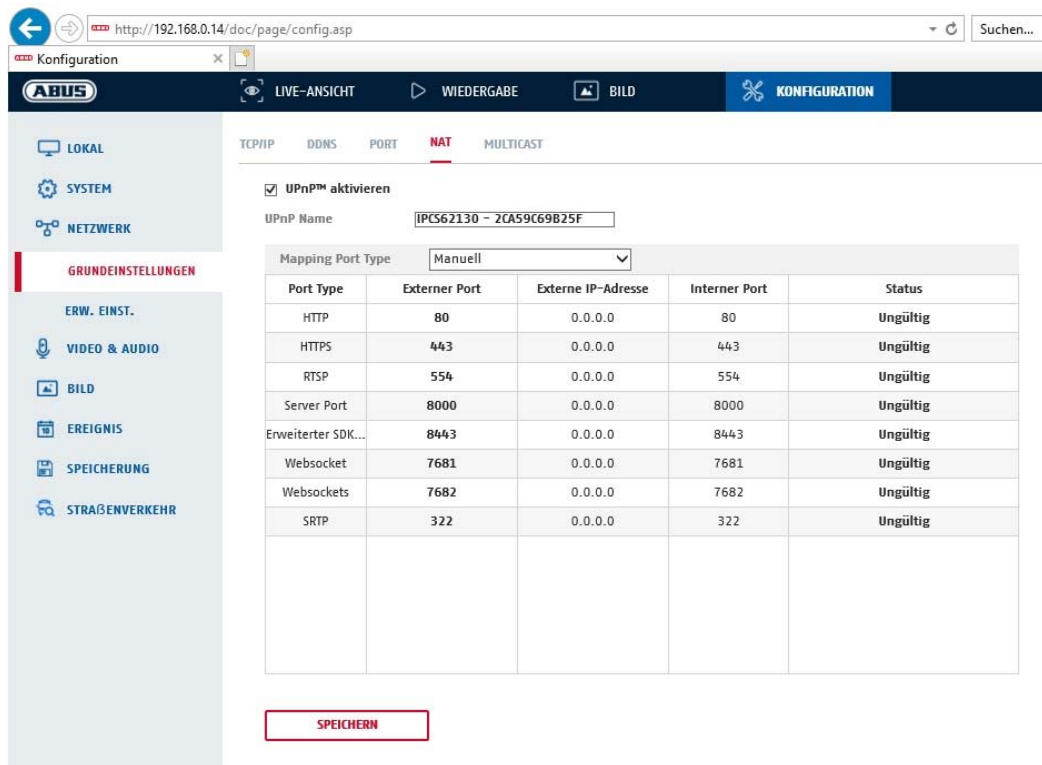 http://192.168.0.14/doc/page/config.asp
Suchen...
Konfiguration
ABUS
LIVE-ANSICHT
WIEDERGABE
BILD
KONFIGURATION
LOKAL
SYSTEM
NETZWERK
GRUNDEINSTELLUNGEN
ERW. EINST.
VIDEO & AUDIO
BILD
EREIGNIS
SPEICHERUNG
STRAßENVERKEHR
TCP/IP DDNS PORT NAT MULTICAST
UPnP™ aktivieren
UPnP Name IPCS62130 - 2CA59C69B25F
Mapping Port Type Manuell
Port Type Externer Port Externe IP-Adresse Interner Port Status
HTTP 80 0.0.0.0 80 Ungültig
HTTPS 443 0.0.0.0 443 Ungültig
RTSP 554 0.0.0.0 554 Ungültig
Server Port 8000 0.0.0.0 8000 Ungültig
Erweiterter SDK... 8443 0.0.0.0 8443 Ungültig
Websocket 7681 0.0.0.0 7681 Ungültig
Websockets 7682 0.0.0.0 7682 Ungültig
SRTP 322 0.0.0.0 322 Ungültig
SPEICHERN